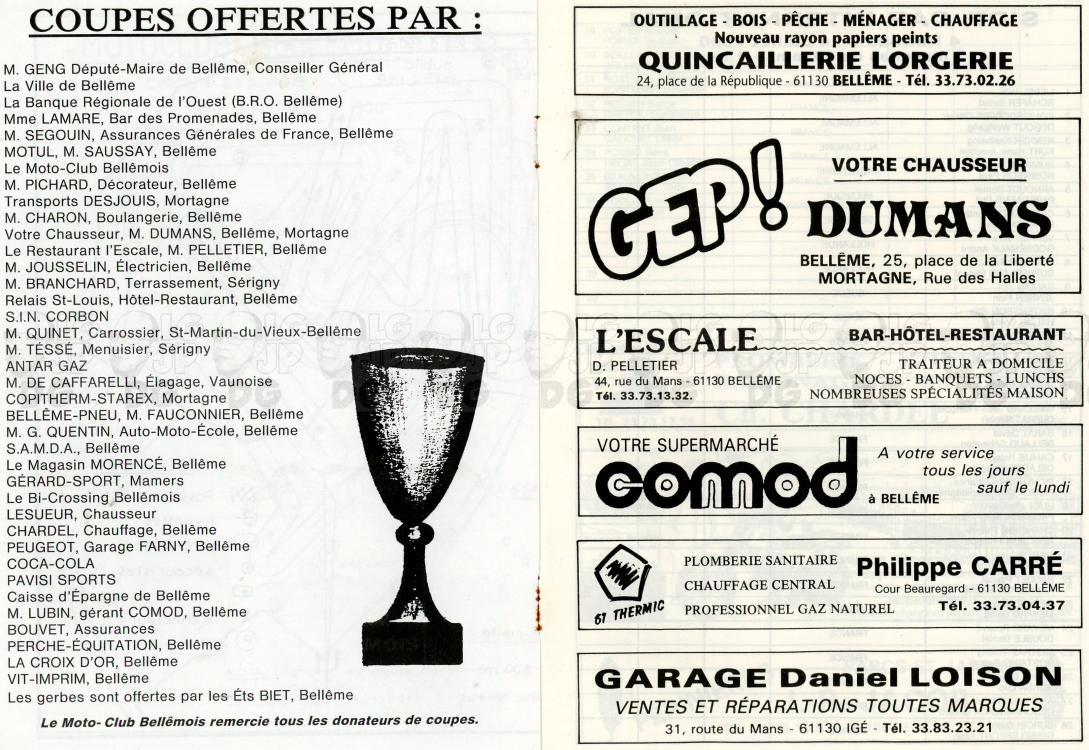 COUPES OFFERTES PAR :
M. GENG Député-Maire de Bellême, Conseiller Général
La Ville de Bellême
La Banque Régionale de l'Ouest (B.R.O. Bellême)
Mme LAMARE, Bar des Promenades, Bellême
M. SEGOUIN, Assurances Générales de France, Bellême
MOTUL, M. SAUSSAY, Bellême
Le Moto-Club Bellêmois
M. PICHARD, Décorateur, Bellême
Transports DESJOUIS, Mortagne
M. CHARON, Boulangerie, Bellême
Votre Chausseur, M. DUMANS, Bellême, Mortagne
Le Restaurant l'Escale, M. PELLETIER, Bellême
M. JOUSSELIN, Électricien, Bellême
M. BRANCHARD, Terrassement, Sérigny
Relais St-Louis, Hôtel-Restaurant, Bellême
S.I.N. CORBON
M. QUINET, Carrossier, St-Martin-du-Vieux-Bellême
M. TESSÉ, Menuisier, Sérigny
ANTAR GAZ
M. DE CAFFARELLI, Élagage, Vaunoise
COPITHERM-STAREX, Mortagne
BELLÊME-PNEU, M. FAUCONNIER, Bellême
M. G. QUENTIN, Auto-Moto-École, Bellême
S.A.M.D.A., Bellême
Le Magasin MORENCÉ, Bellême
GÉRARD-SPORT, Mamers
Le Bi-Crossing Bellêmois
LESUEUR, Chausseur
CHARDEL, Chauffage, Bellême
PEUGEOT, Garage FARNY, Bellême
COCA-COLA
PAVISI SPORTS
Caisse d'Épargne de Bellême
M. LUBIN, gérant COMOD, Bellême
BOUVET, Assurances
PERCHE-ÉQUITATION, Bellême
LA CROIX D'OR, Bellême
VIT-IMPRIM, Bellême
Les gerbes sont offertes par les Éts BIET, Bellême
Le Moto- Club Bellêmois remercie tous les donateurs de coupes.
OUTILLAGE - BOIS - PÊCHE - MÉNAGER - CHAUFFAGE
Nouveau rayon papiers peints
QUINCAILLERIE LORGERIE
24, place de la République - 61130 BELLÊME - Tél. 33.73.02.26
GEP!
VOTRE CHAUSSEUR
DUMANS
BELLÊME, 25, place de la Liberté
MORTAGNE, Rue des Halles
L'ESCALE
BAR-HÔTEL-RESTAURANT
D. PELLETIER
44, rue du Mans - 61130 BELLÊME
Tél. 33.73.13.32.
TRAITEUR A DOMICILE
NOCES - BANQUETS - LUNCHS
NOMBREUSES SPÉCIALITÉS MAISON
VOTRE SUPERMARCHÉ
comod
à BELLÊME
A votre service
tous les jours
sauf le lundi
61 THERMIC
PLOMBERIE SANITAIRE
CHAUFFAGE CENTRAL
PROFESSIONNEL GAZ NATUREL
Philippe CARRÉ
Cour Beauregard - 61130 BELLÊME
Tél. 33.73.04.37
GARAGE Daniel LOISON
VENTES ET RÉPARATIONS TOUTES MARQUES
31, route du Mans - 61130 IGÉ - Tél. 33.83.23.21